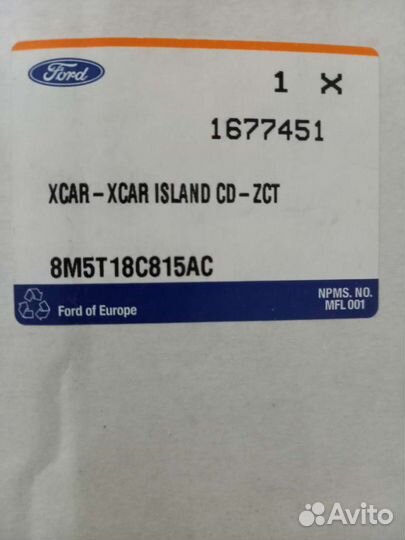 Ford
1 X
1677451
XCAR-XCAR ISLAND CD-ZCT
8M5T18C815AC
Ford of Europe
NPMS. NO.
MFL 001
Avito